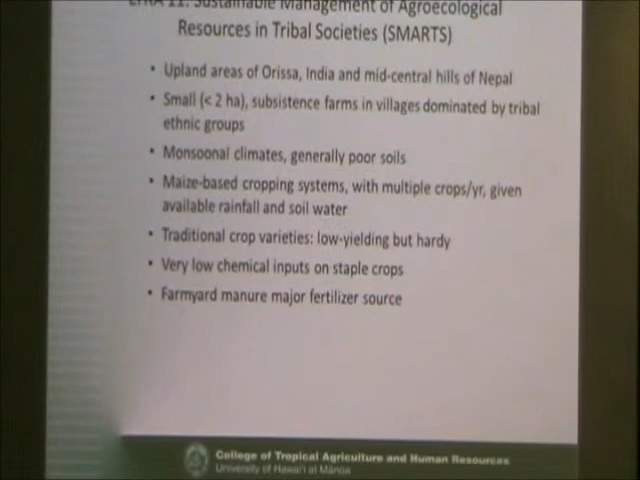 LTRA 11: Sustainable Management of Agroecological
Resources in Tribal Societies (SMARTS)
• Upland areas of Orissa, India and mid-central hills of Nepal
• Small (< 2 ha), subsistence farms in villages dominated by tribal
ethnic groups
• Monsoonal climates, generally poor soils
• Maize-based cropping systems, with multiple crops/yr, given
available rainfall and soil water
• Traditional crop varieties: low-yielding but hardy
• Very low chemical inputs on staple crops
• Farmyard manure major fertilizer source
College of Tropical Agriculture and Human Resources
University of Hawai'i at Mānoa